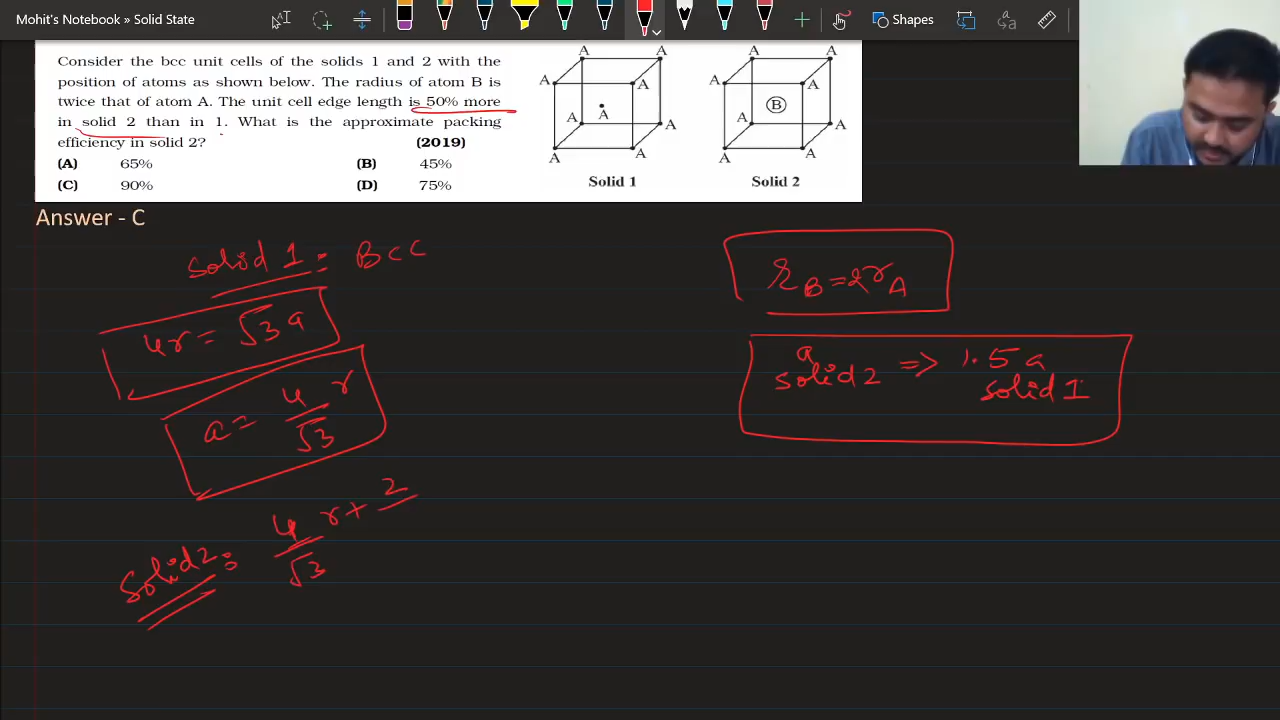 Mohit's Notebook » Solid State
Shapes
Consider the bcc unit cells of the solids 1 and 2 with the
position of atoms as shown below. The radius of atom B is
twice that of atom A. The unit cell edge length is 50% more
in solid 2 than in 1. What is the approximate packing
efficiency in solid 2? (2019)
(A) 65% (B) 45%
(C) 90% (D) 75%
A A
A A
A
A A
A A
Solid 1
A A
A A
B
A A
A A
Solid 2
Answer - C
Solid 1 : BCC
4r = √3 a
a = 4/√3 r
Solid 2 : 4/√3 r + 2
r_B = 2r_A
a solid 2 => 1.5 a solid 1